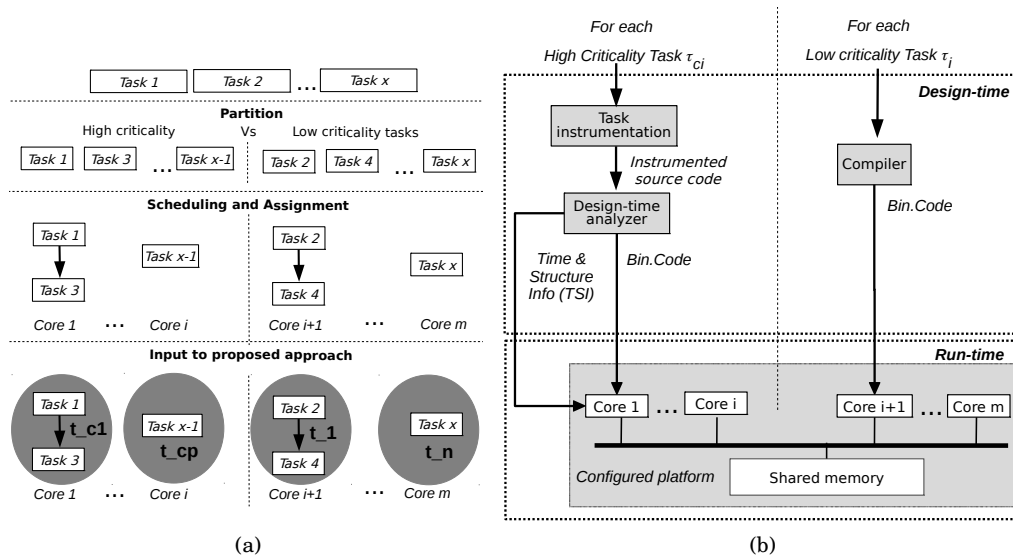 Task 1 Task 2 ... Task x
Partition
High criticality Vs Low criticality tasks
Task 1 Task 3 ... Task x-1 Task 2 Task 4 ... Task x
Scheduling and Assignment
Task 1 Task 2
Task x-1 Task x
Task 3 Task 4
Core 1 ... Core i Core i+1 ... Core m
Input to proposed approach
Task 1 Task 2
t_c1 Task x-1 t_1 Task x
t_cp t_n
Task 3 Task 4
Core 1 ... Core i Core i+1 ... Core m
(a)
For each
High Criticality Task τci
For each
Low criticality Task τi
Design-time
Task
instrumentation
Instrumented
source code
Compiler
Design-time
analyzer
Bin.Code
Time &
Structure
Info (TSI)
Bin.Code
Run-time
Core 1 ... Core i Core i+1 ... Core m
Configured platform
Shared memory
(b)